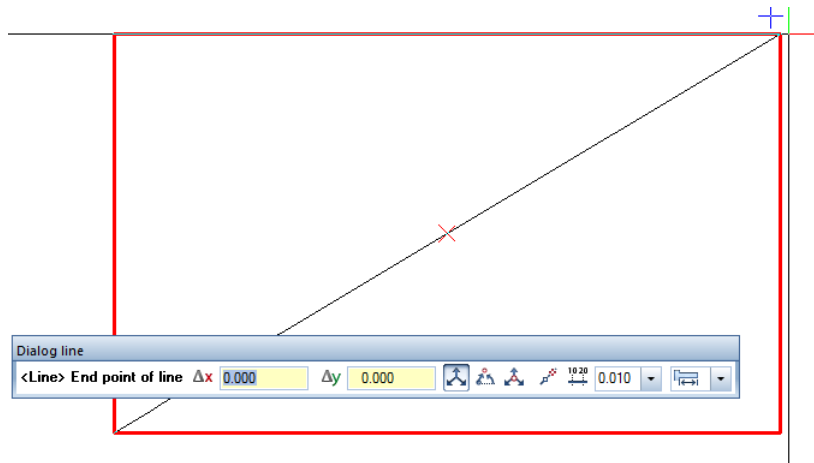 Dialog line
<Line> End point of line Δx 0.000 Δy 0.000 10 20 0.010